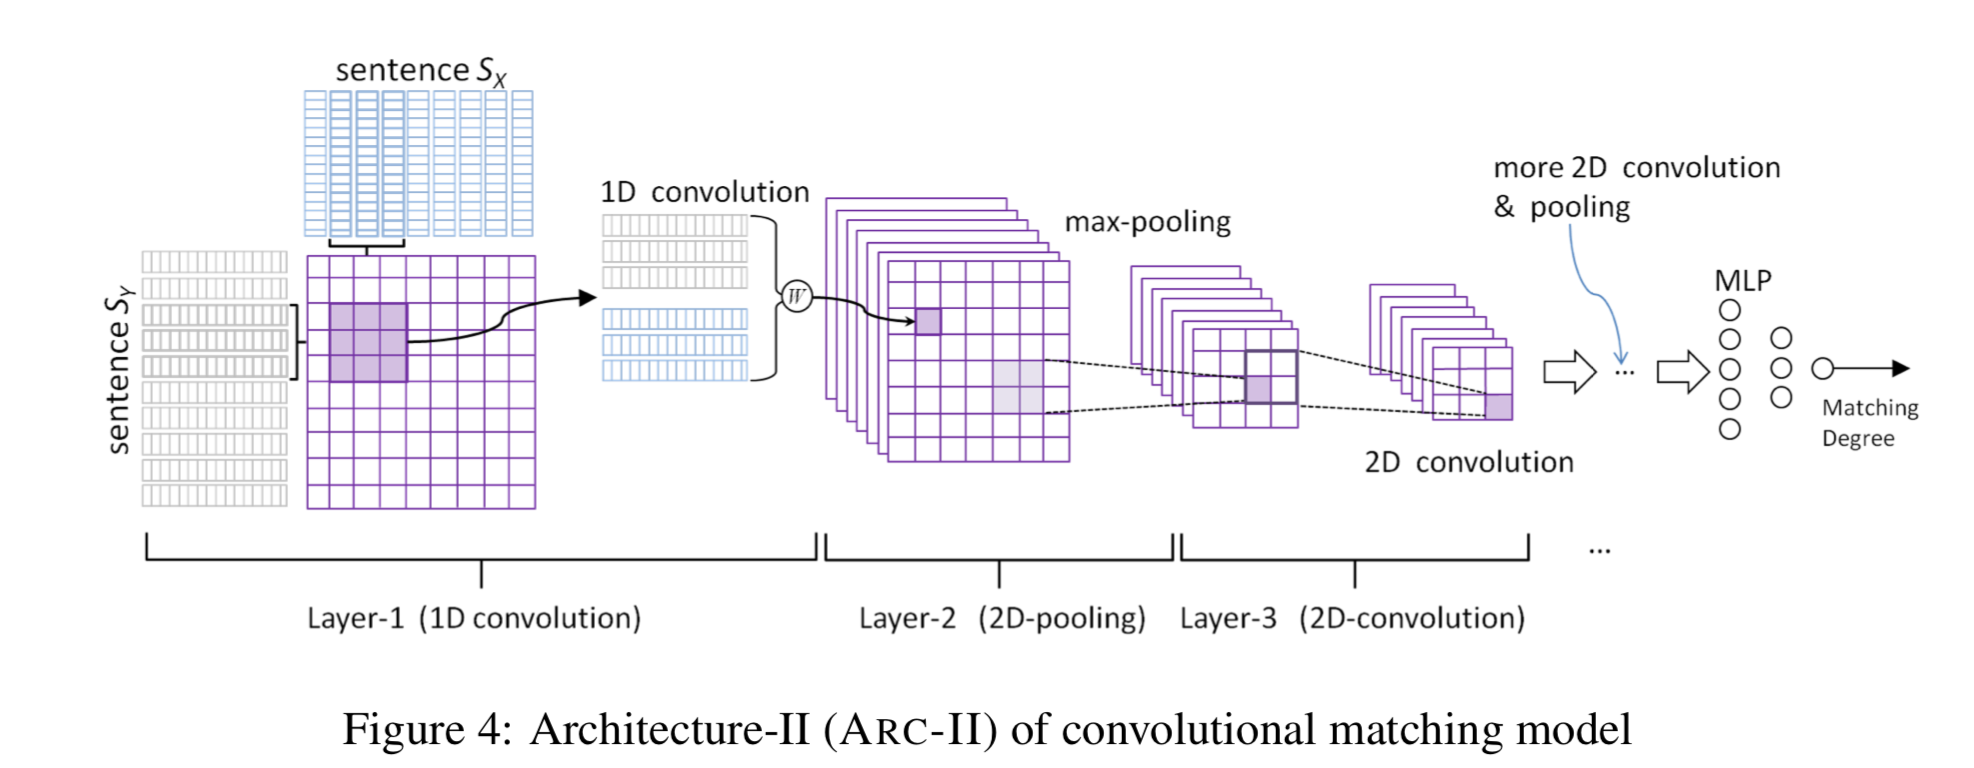 sentence S_X
sentence S_Y
1D convolution
W
max-pooling
more 2D convolution
& pooling
...
MLP
Matching
Degree
2D convolution
...
Layer-1 (1D convolution)
Layer-2 (2D-pooling)
Layer-3 (2D-convolution)
Figure 4: Architecture-II (ARC-II) of convolutional matching model